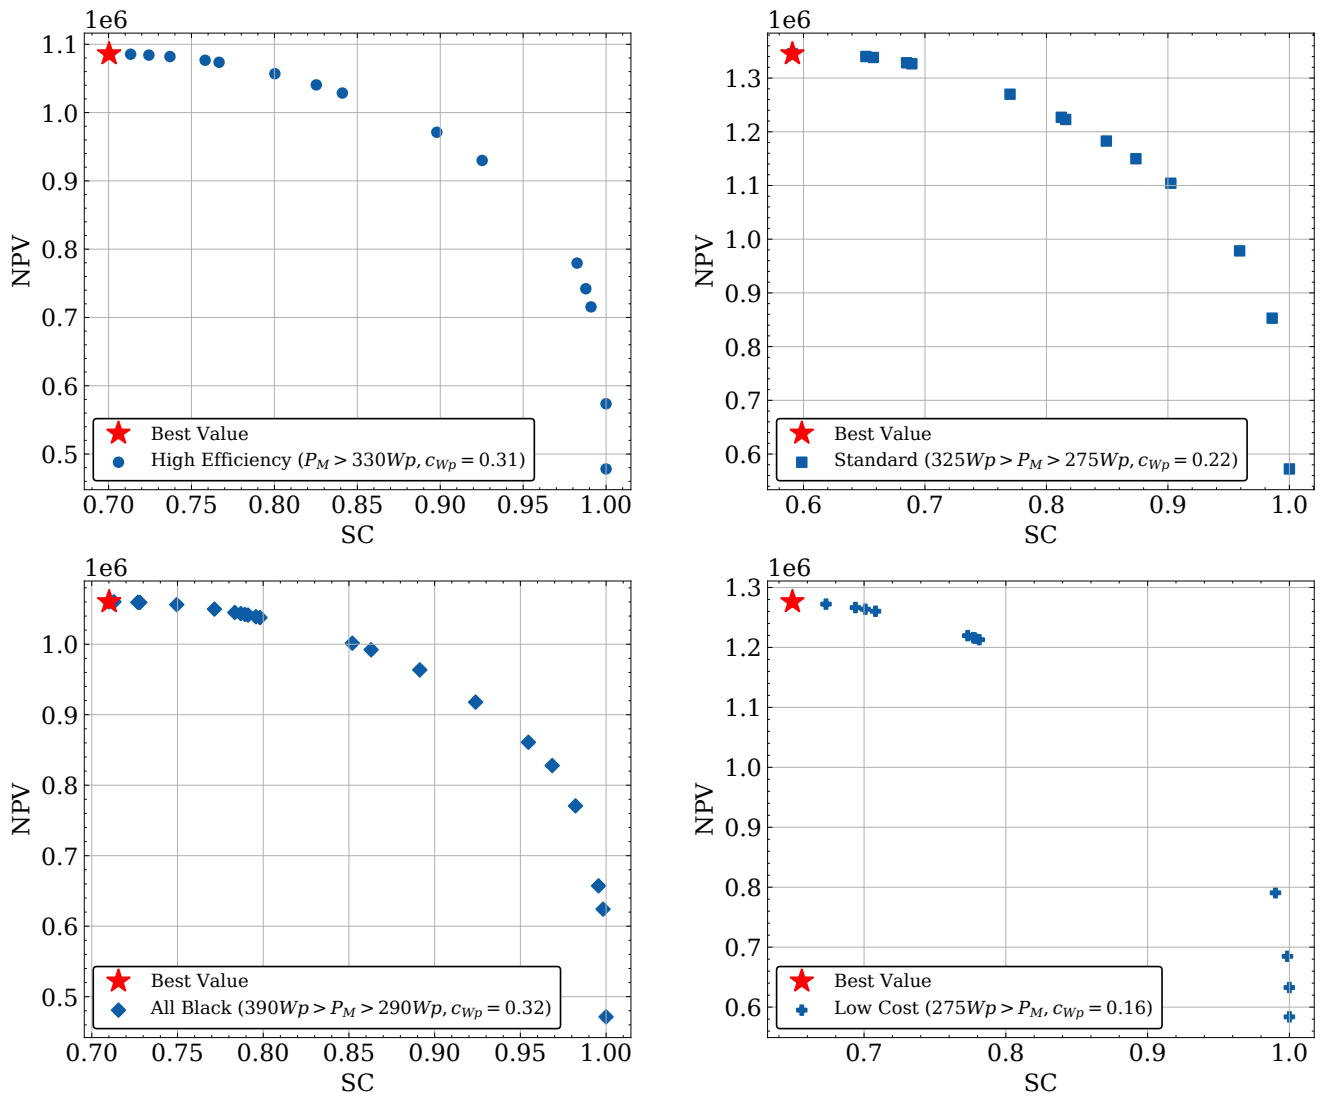 1e6
1.1
1.0
0.9
0.8
0.7
0.6
0.5
NPV
Best Value
High Efficiency (P_M > 330Wp, c_Wp = 0.31)
0.70 0.75 0.80 0.85 0.90 0.95 1.00
SC
1e6
1.3
1.2
1.1
1.0
0.9
0.8
0.7
0.6
NPV
Best Value
Standard (325Wp > P_M > 275Wp, c_Wp = 0.22)
0.6 0.7 0.8 0.9 1.0
SC
1e6
1.0
0.9
0.8
0.7
0.6
0.5
NPV
Best Value
All Black (390Wp > P_M > 290Wp, c_Wp = 0.32)
0.70 0.75 0.80 0.85 0.90 0.95 1.00
SC
1e6
1.3
1.2
1.1
1.0
0.9
0.8
0.7
0.6
NPV
Best Value
Low Cost (275Wp > P_M, c_Wp = 0.16)
0.7 0.8 0.9 1.0
SC